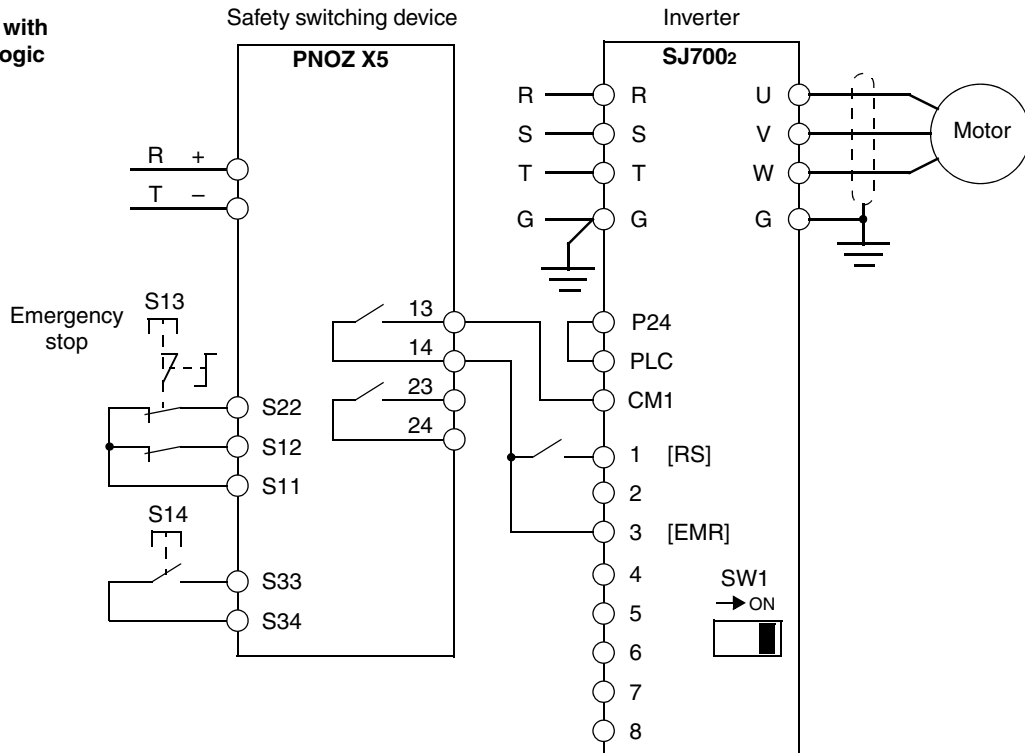 with
ogic
Safety switching device
PNOZ X5
Inverter
SJ7002
R +
T –
R R U
S S V
T T W
G G G
Motor
Emergency
stop
S13
S22
S12
S11
S14
S33
S34
13
14
23
24
P24
PLC
CM1
1 [RS]
2
3 [EMR]
4
5
6
7
8
SW1
ON